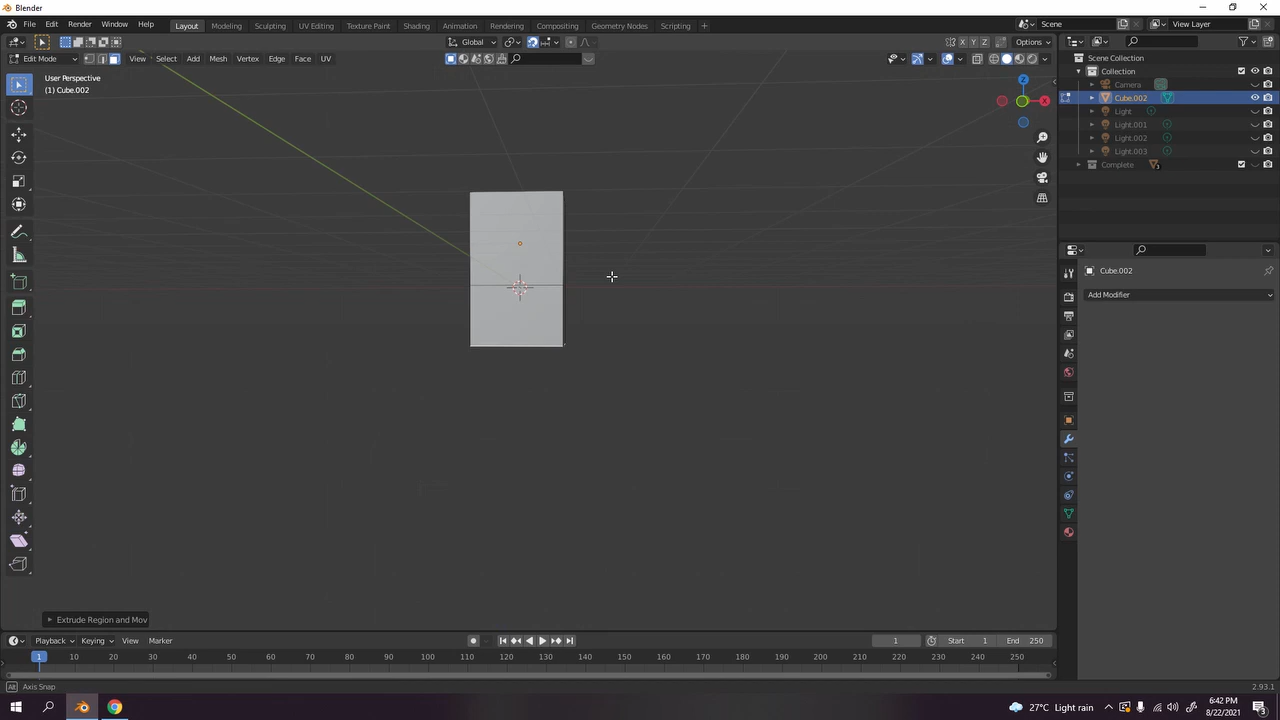 Blender
File Edit Render Window Help Layout Modeling Sculpting UV Editing Texture Paint Shading Animation Rendering Compositing Geometry Nodes Scripting + Scene View Layer
Global Options
X Y Z
Edit Mode View Select Add Mesh Vertex Edge Face UV
User Perspective
(1) Cube.002
Z
X
Scene Collection
Collection
Camera
Cube.002
Light
Light.001
Light.002
Light.003
Complete 3
Cube.002
Add Modifier
Extrude Region and Mov
Playback Keying View Marker 1 Start 1 End 250
1 10 20 30 40 50 60 70 80 90 100 110 120 130 140 150 160 170 180 190 200 210 220 230 240 250
Alt Axis Snap 2.93.1
27°C Light rain 6:42 PM
8/22/2021 3